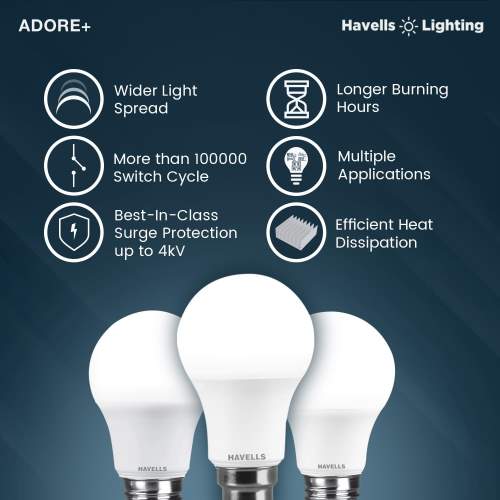 ADORE+
Havells Lighting
Wider Light
Spread
Longer Burning
Hours
More than 100000
Switch Cycle
Multiple
Applications
Best-In-Class
Surge Protection
up to 4kV
Efficient Heat
Dissipation
HAVELLS
HAVELLS
HAVELLS